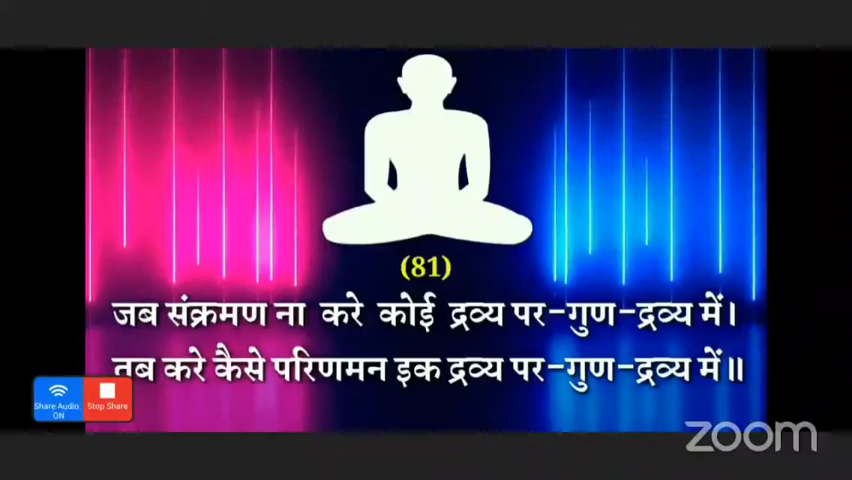 (81)
जब संक्रमण ना करे कोई द्रव्य पर-गुण-द्रव्य में।
तब करे कैसे परिणमन इक द्रव्य पर-गुण-द्रव्य में॥
Share Audio. ON
Stop Share
zoom